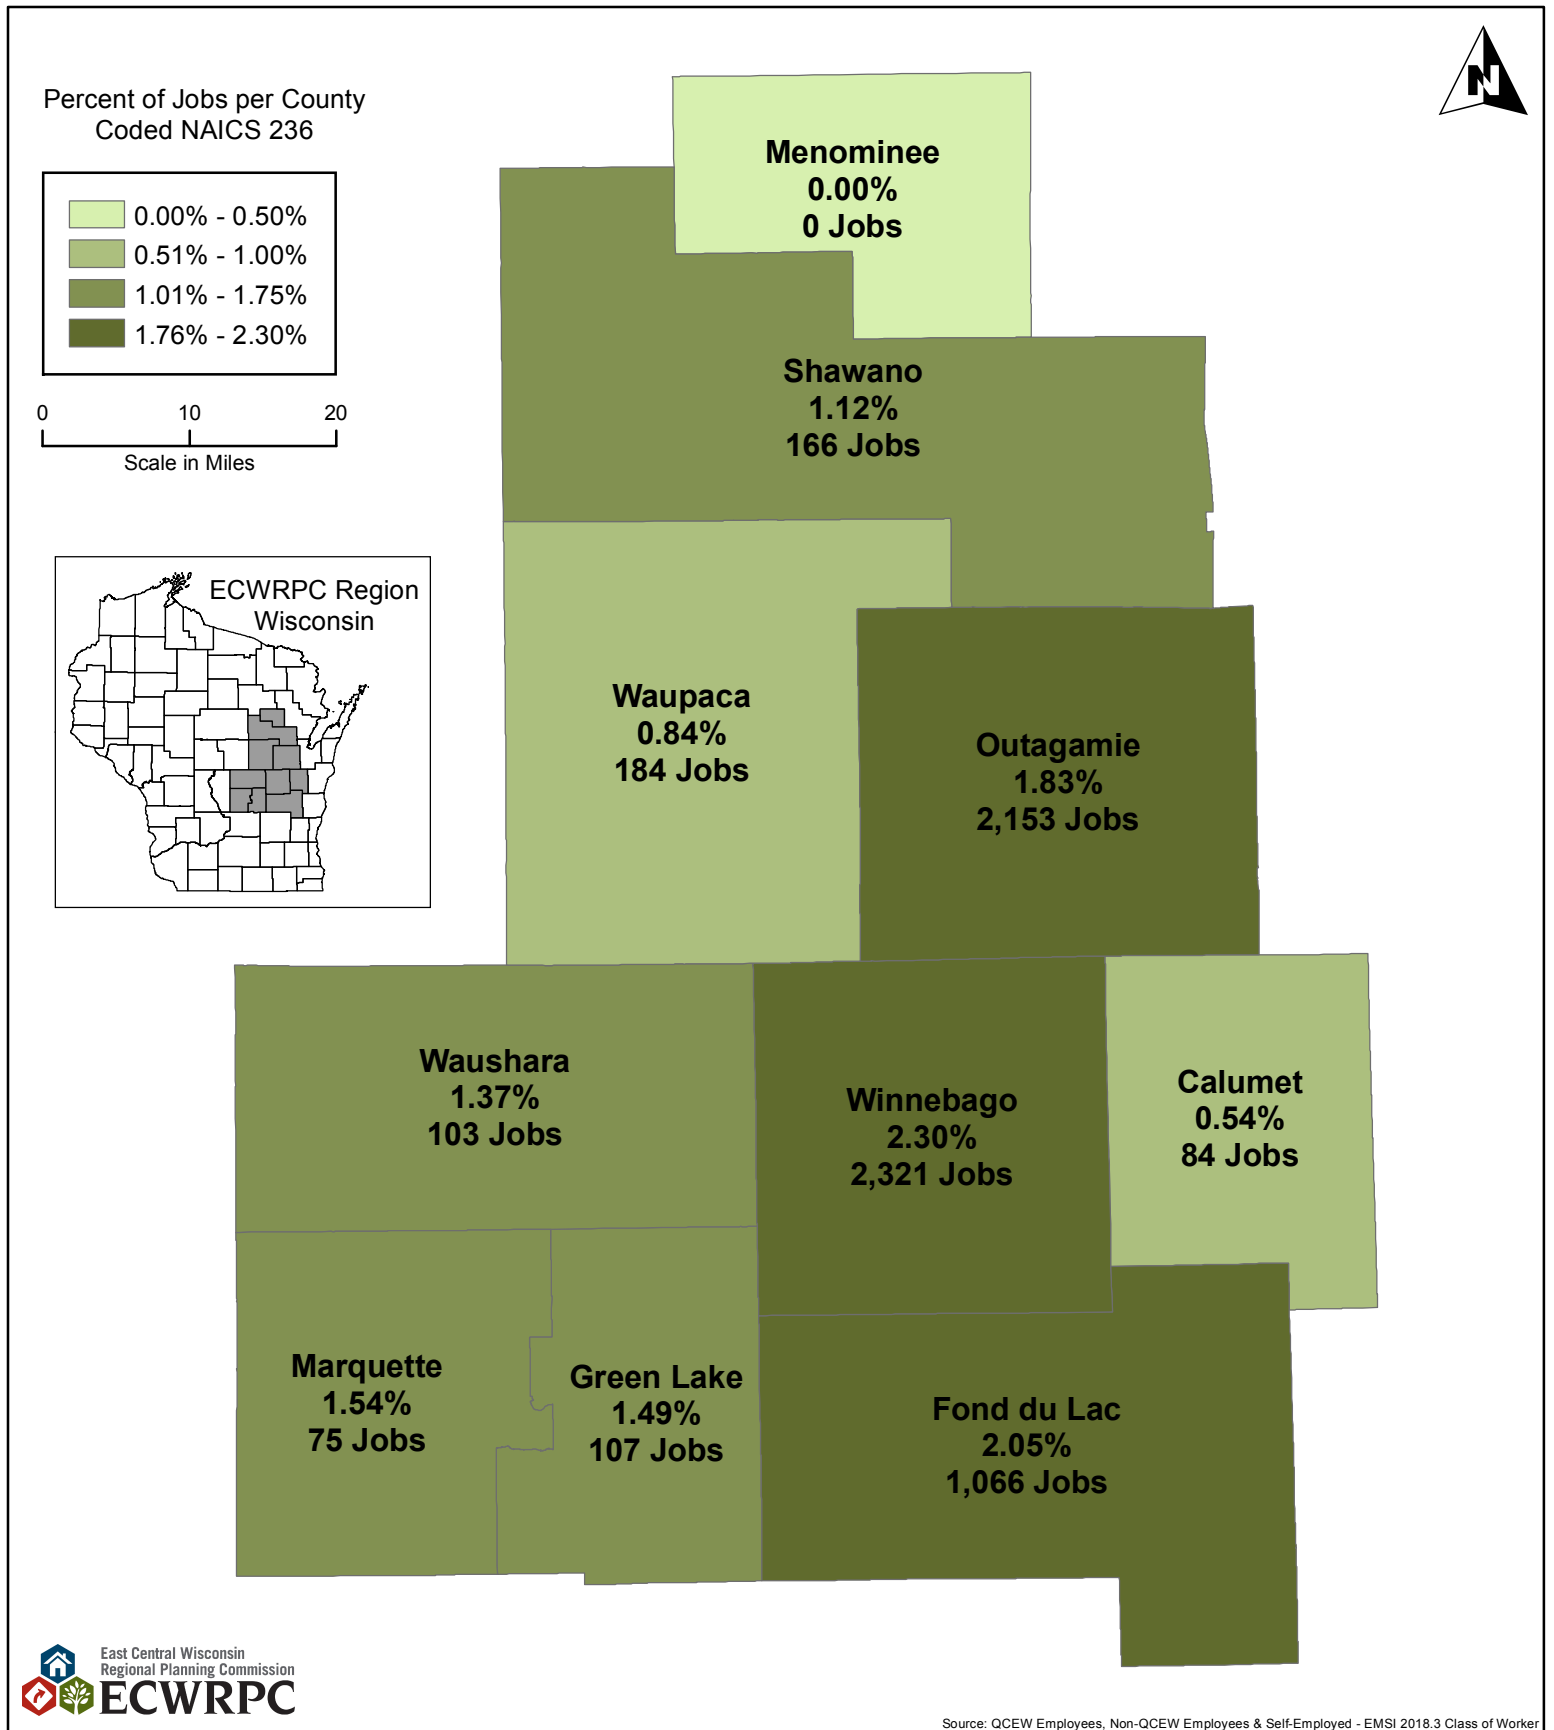 Percent of Jobs per County
Coded NAICS 236
0.00% - 0.50%
0.51% - 1.00%
1.01% - 1.75%
1.76% - 2.30%
0 10 20
Scale in Miles
ECWRPC Region
Wisconsin
N
Menominee
0.00%
0 Jobs
Shawano
1.12%
166 Jobs
Waupaca
0.84%
184 Jobs
Outagamie
1.83%
2,153 Jobs
Waushara
1.37%
103 Jobs
Winnebago
2.30%
2,321 Jobs
Calumet
0.54%
84 Jobs
Marquette
1.54%
75 Jobs
Green Lake
1.49%
107 Jobs
Fond du Lac
2.05%
1,066 Jobs
East Central Wisconsin
Regional Planning Commission
ECWRPC
Source: QCEW Employees, Non-QCEW Employees & Self-Employed - EMSI 2018.3 Class of Worker